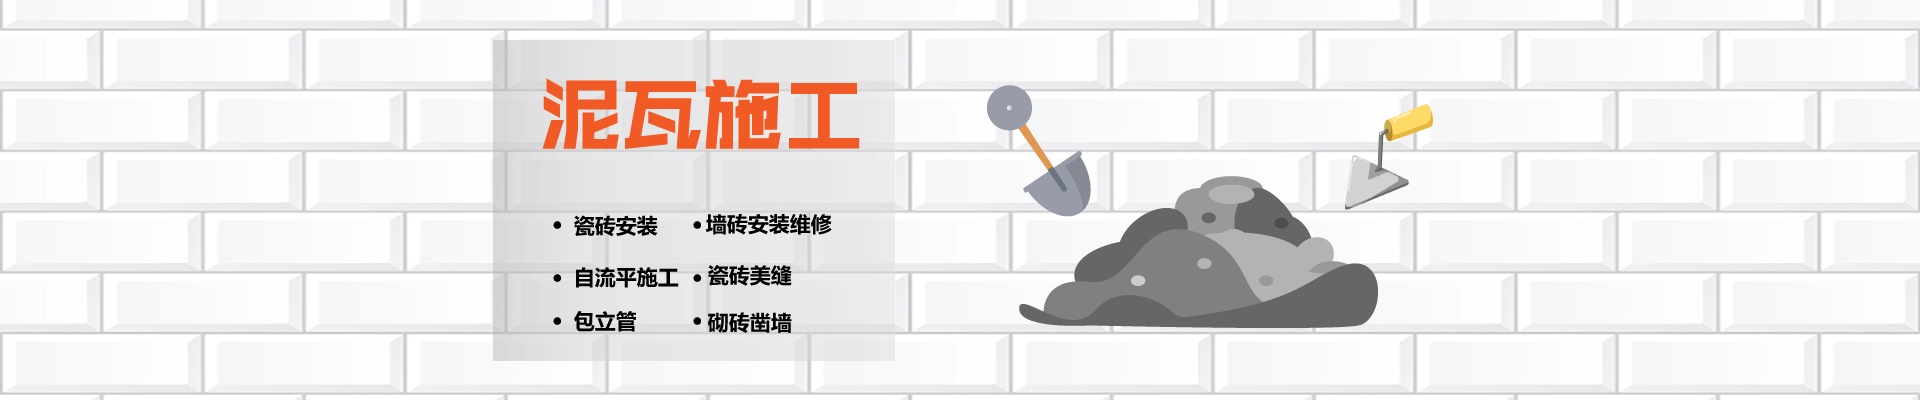 泥瓦施工
• 瓷砖安装 • 墙砖安装维修
• 自流平施工 • 瓷砖美缝
• 包立管 • 砌砖凿墙